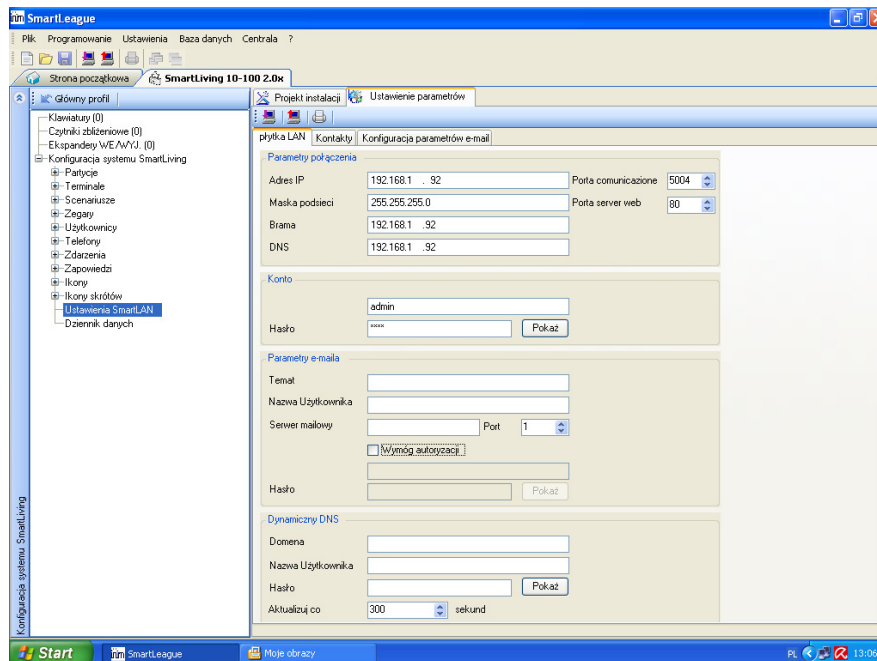 inim SmartLeague
Plik Programowanie Ustawienia Baza danych Centrala ?
Strona początkowa SmartLiving 10-100 2.0x
Główny profil
Klawiatury (0)
Czytniki zbliżeniowe (0)
Ekspandery WE/WYJ. (0)
Konfiguracja systemu SmartLiving
Partycje
Terminale
Scenariusze
Zegary
Użytkownicy
Telefony
Zdarzenia
Zapowiedzi
Ikony
Ikony skrótów
Ustawienia SmartLAN
Dziennik danych
Konfiguracja systemu SmartLiving
Projekt instalacji Ustawienie parametrów
płytka LAN Kontakty Konfiguracja parametrów e-mail
Parametry połączenia
Adres IP 192.168.1 . 92 Porta comunicazione 5004
Maska podsieci 255.255.255.0 Porta server web 80
Brama 192.168.1 .92
DNS 192.168.1 .92
Konto
admin
Hasło **** Pokaż
Parametry e-maila
Temat
Nazwa Użytkownika
Serwer mailowy Port 1
Wymóg autoryzacji
Hasło Pokaż
Dynamiczny DNS
Domena
Nazwa Użytkownika
Hasło Pokaż
Aktualizuj co 300 sekund
Start inim SmartLeague Moje obrazy PL 13:06